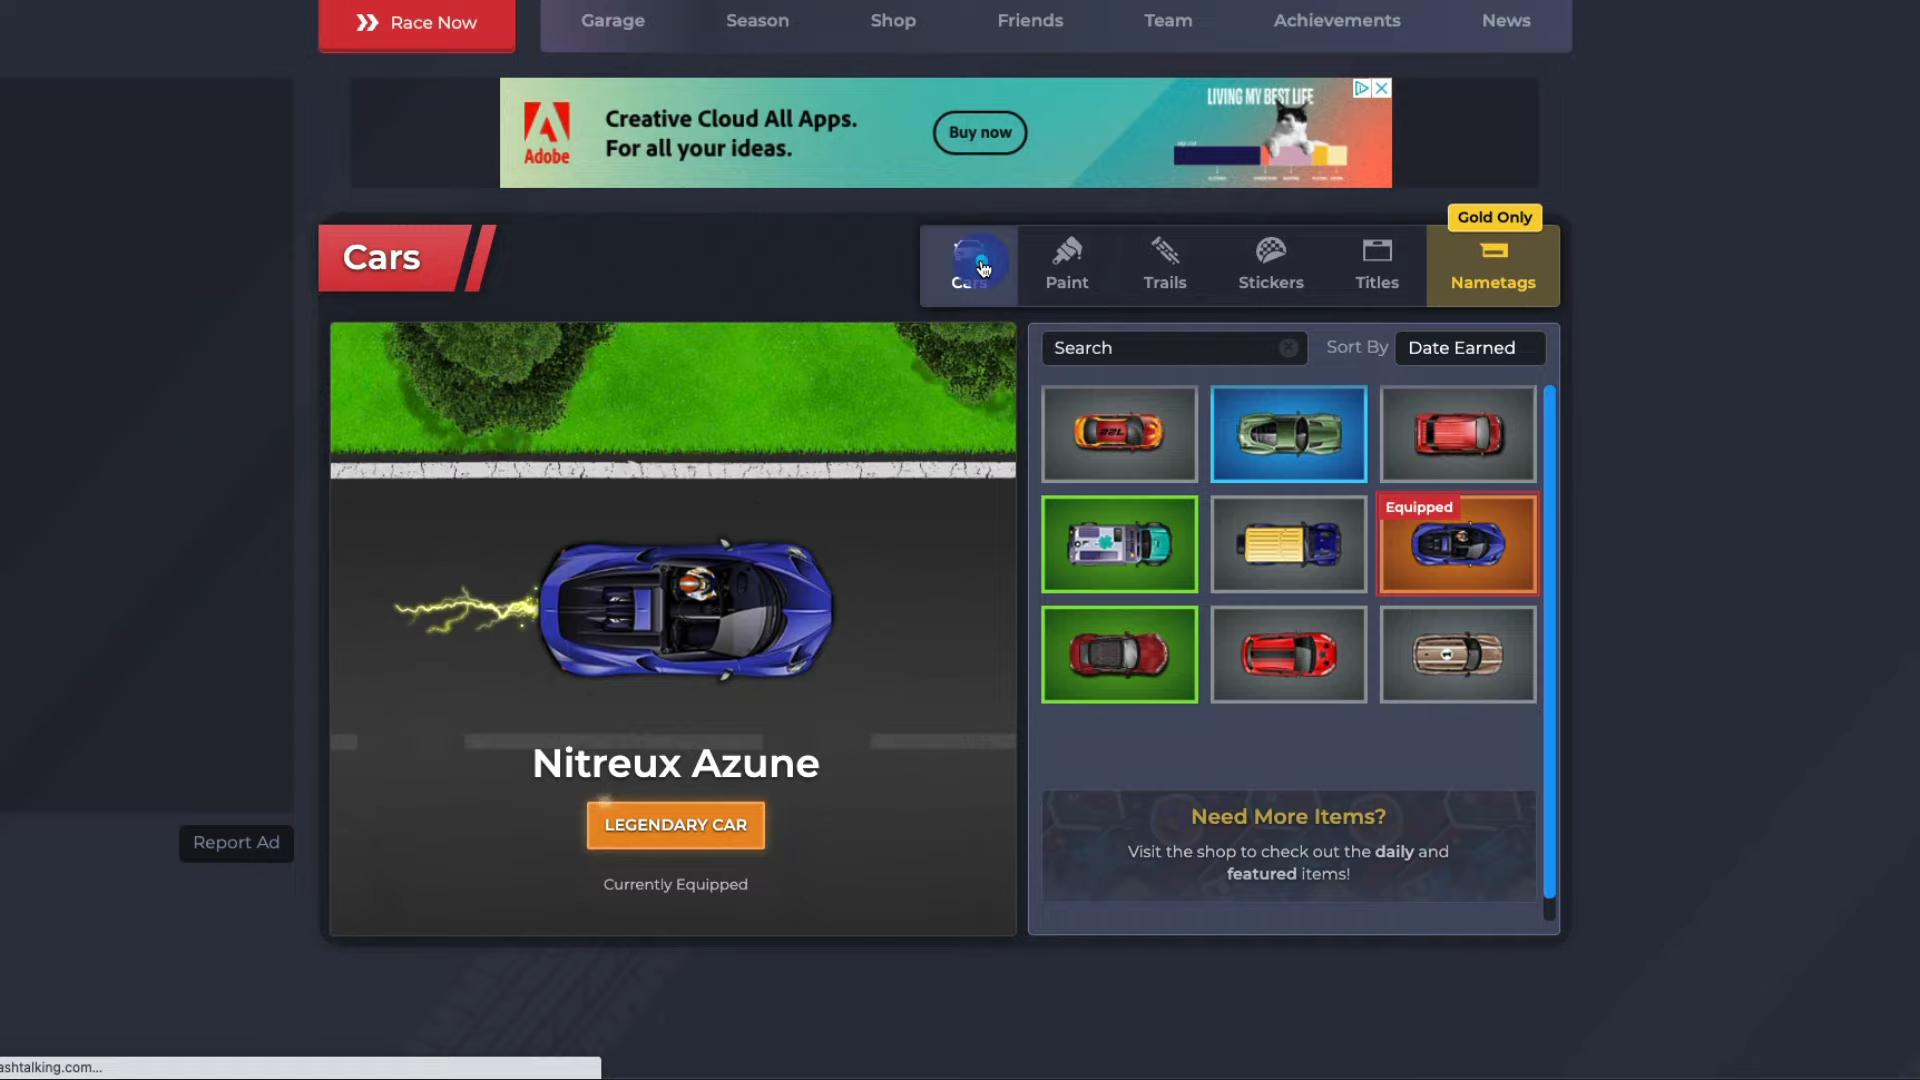 Race Now
Garage
Season
Shop
Friends
Team
Achievements
News
Adobe
Creative Cloud All Apps.
For all your ideas.
Buy now
LIVING MY BEST LIFE
Gold Only
Cars
Cars
Paint
Trails
Stickers
Titles
Nametags
Search
Sort By
Date Earned
Equipped
Nitreux Azune
LEGENDARY CAR
Currently Equipped
Need More Items?
Visit the shop to check out the daily and
featured items!
Report Ad
ashtalking.com...